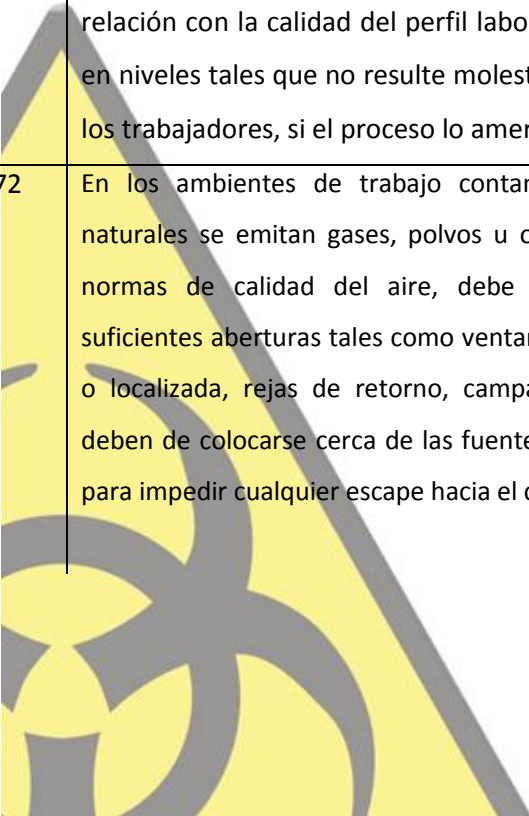 relación con la calidad del perfil labo
en niveles tales que no resulte molest
los trabajadores, si el proceso lo amer
72 En los ambientes de trabajo contar
naturales se emitan gases, polvos u o
normas de calidad del aire, debe
suficientes aberturas tales como ventan
o localizada, rejas de retorno, campa
deben de colocarse cerca de las fuente
para impedir cualquier escape hacia el